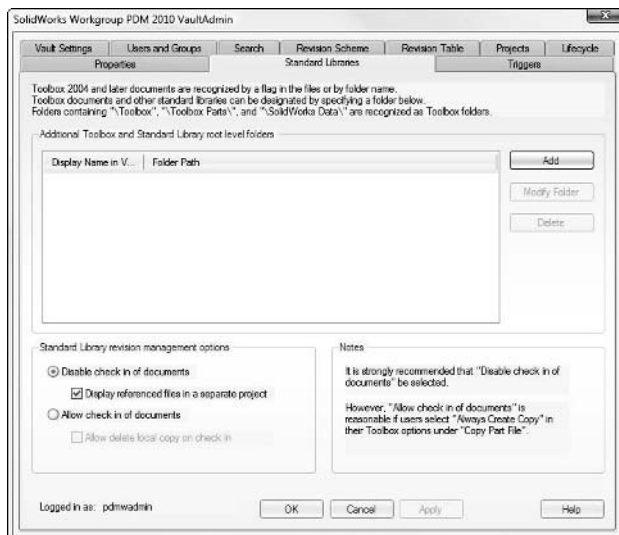 SolidWorks Workgroup PDM 2010 VaultAdmin
Vault Settings Users and Groups Search Revision Scheme Revision Table Projects Lifecycle
Properties Standard Libraries Triggers
Toolbox 2004 and later documents are recognized by a flag in the files or by folder name.
Toolbox documents and other standard libraries can be designated by specifying a folder below.
Folders containing "\Toolbox", "\Toolbox Parts\", and "\SolidWorks Data\" are recognized as Toolbox folders.
Additional Toolbox and Standard Library root level folders
Display Name in V... Folder Path
Add
Modify Folder
Delete
Standard Library revision management options
Disable check in of documents
Display referenced files in a separate project
Allow check in of documents
Allow delete local copy on check in
Notes
It is strongly recommended that "Disable check in of
documents" be selected.
However, "Allow check in of documents" is
reasonable if users select "Always Create Copy" in
their Toolbox options under "Copy Part File".
Logged in as: pdmwadmin
OK Cancel Apply Help